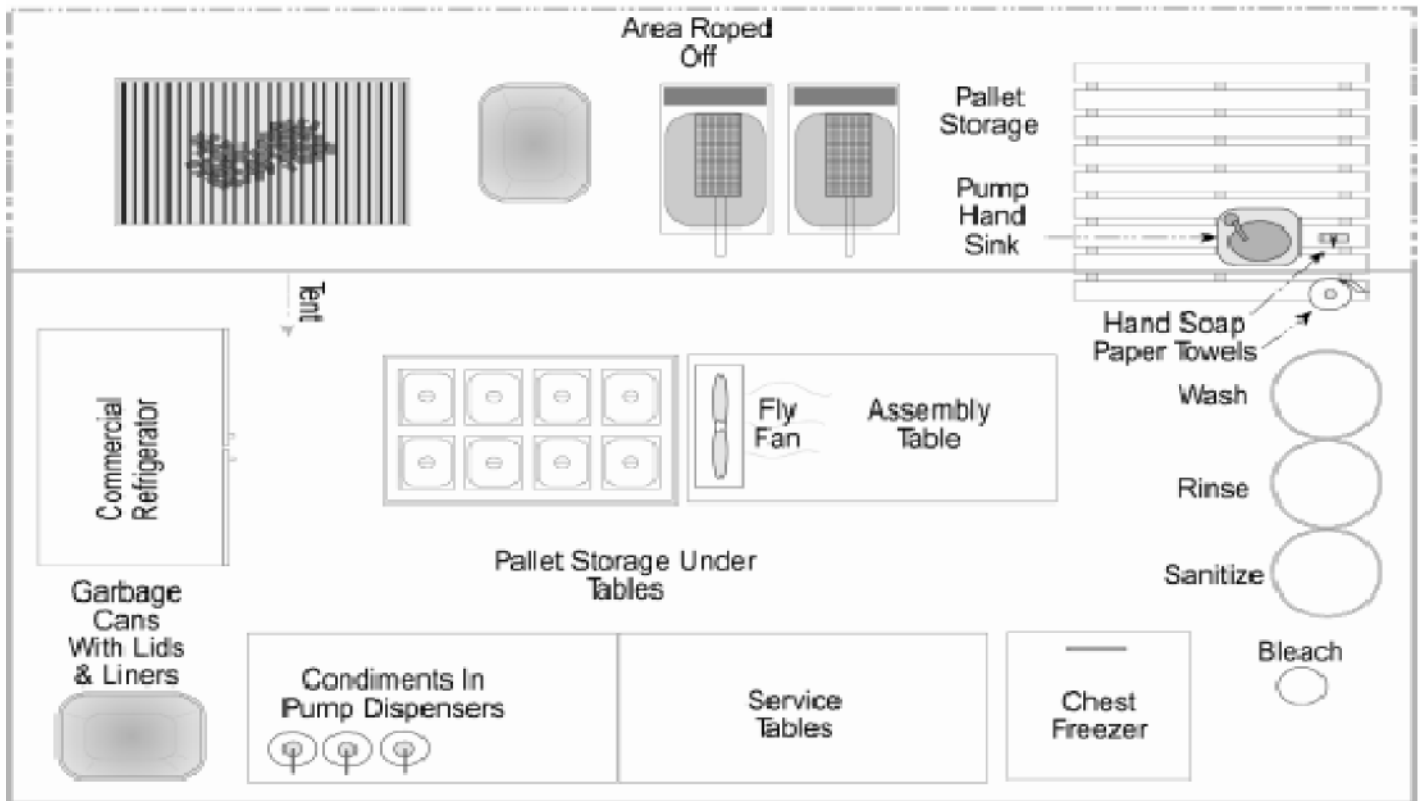 Area Roped
Off
Pallet
Storage
Pump
Hand
Sink
Tent
Hand Soap
Paper Towels
Commercial
Refrigerator
Fly
Fan
Assembly
Table
Wash
Rinse
Sanitize
Pallet Storage Under
Tables
Garbage
Cans
With Lids
& Liners
Condiments In
Pump Dispensers
Service
Tables
Chest
Freezer
Bleach